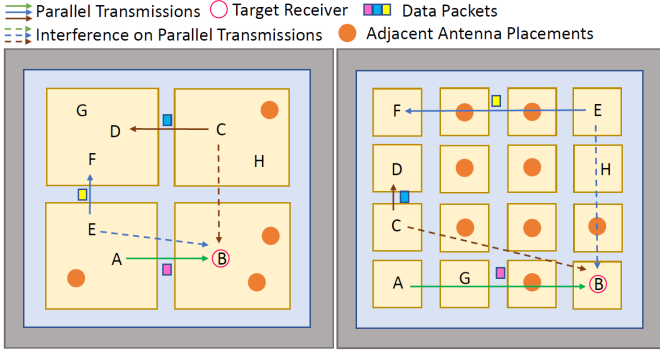 Parallel Transmissions Target Receiver Data Packets
Interference on Parallel Transmissions Adjacent Antenna Placements
G
D
C
F
H
E
A
B
F
E
D
H
C
A
G
B